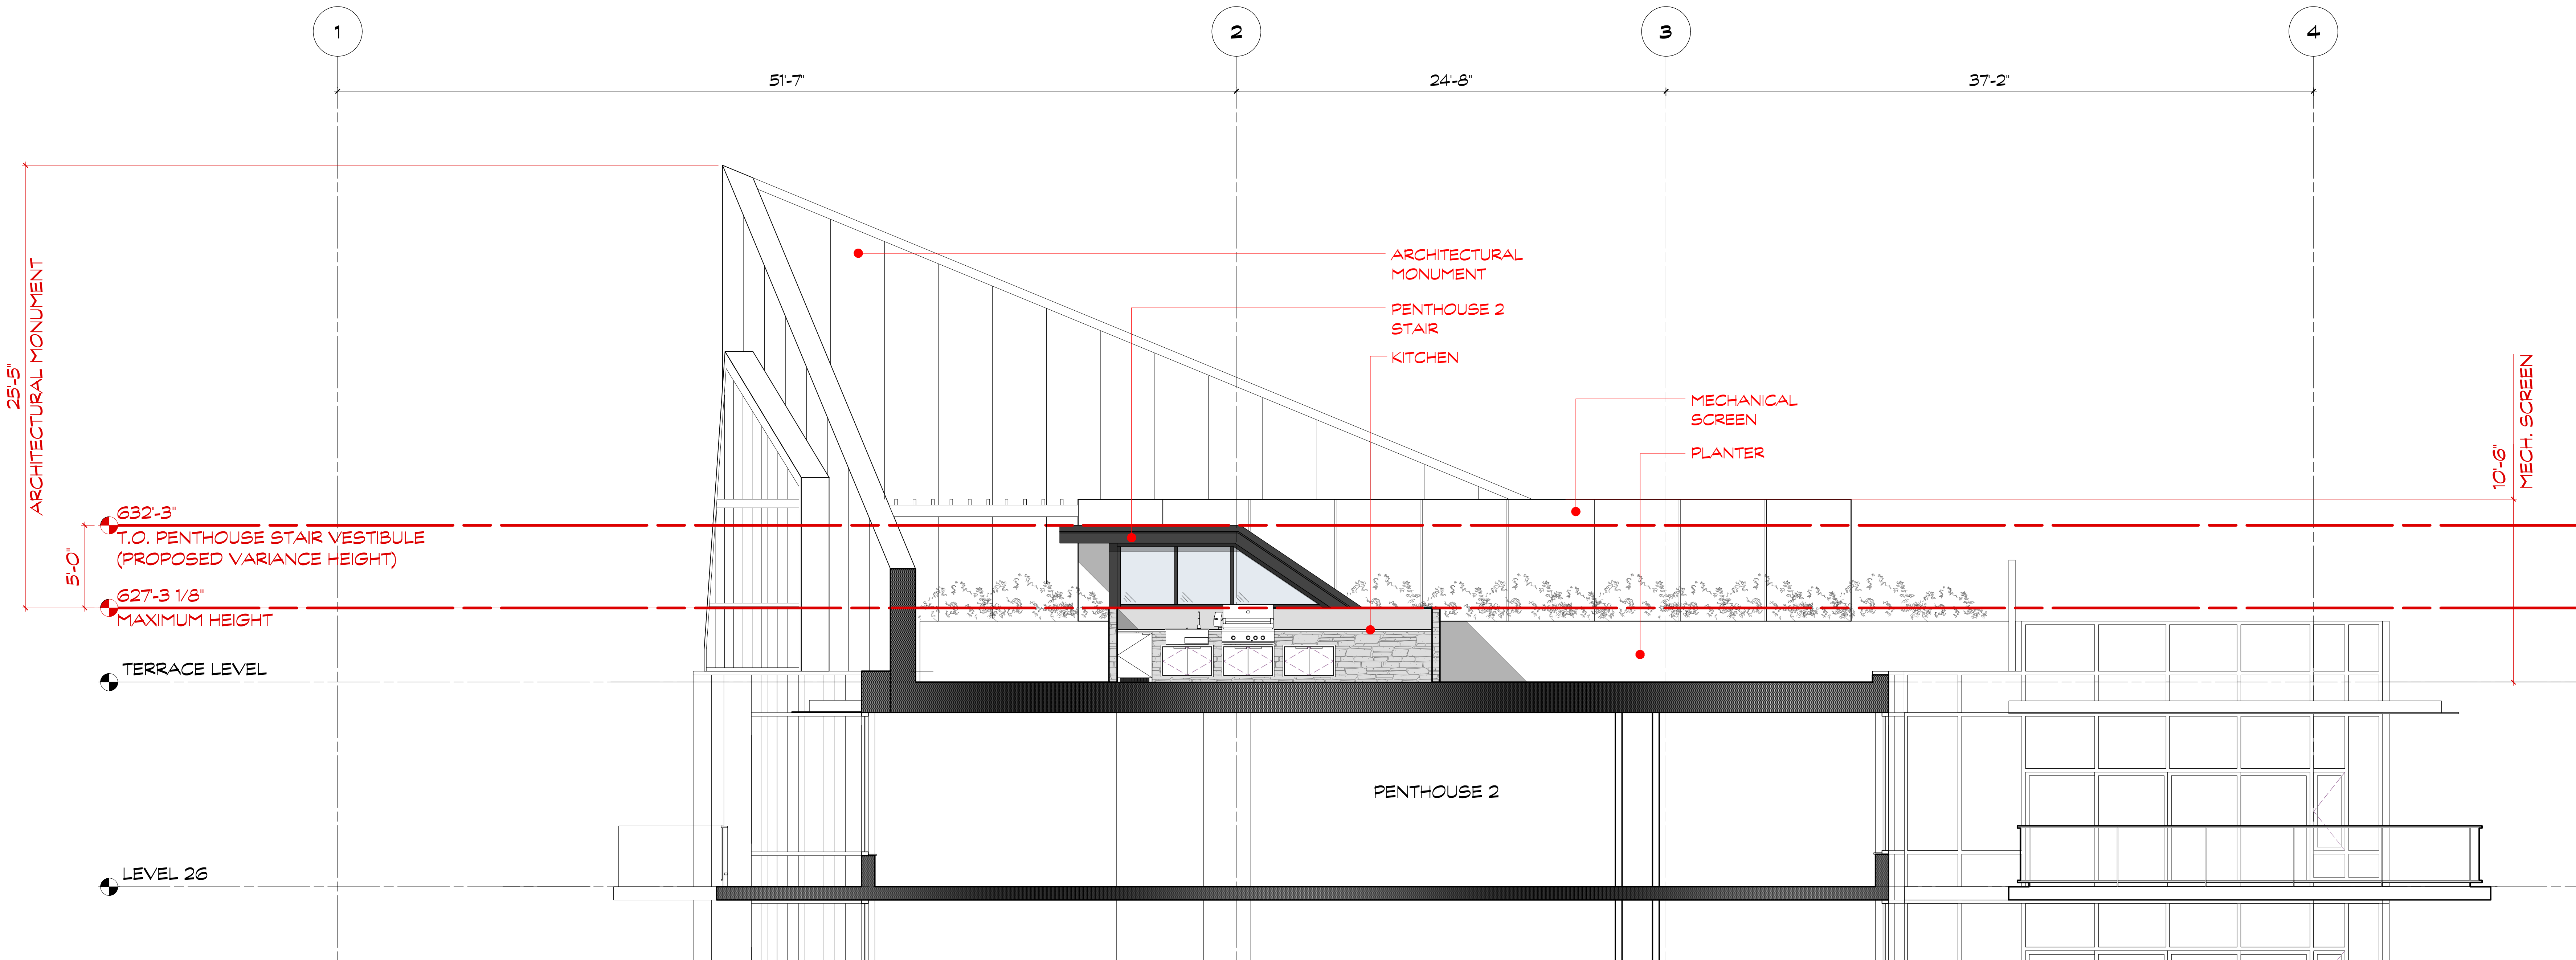 1
2
3
4
51'-7"
24'-8"
37'-2"
ARCHITECTURAL
MONUMENT
PENTHOUSE 2
STAIR
KITCHEN
MECHANICAL
SCREEN
PLANTER
25'-5"
ARCHITECTURAL MONUMENT
10'-6"
MECH. SCREEN
632'-3"
T.O. PENTHOUSE STAIR VESTIBULE
(PROPOSED VARIANCE HEIGHT)
5'-0"
627'-3 1/8"
MAXIMUM HEIGHT
TERRACE LEVEL
PENTHOUSE 2
LEVEL 26